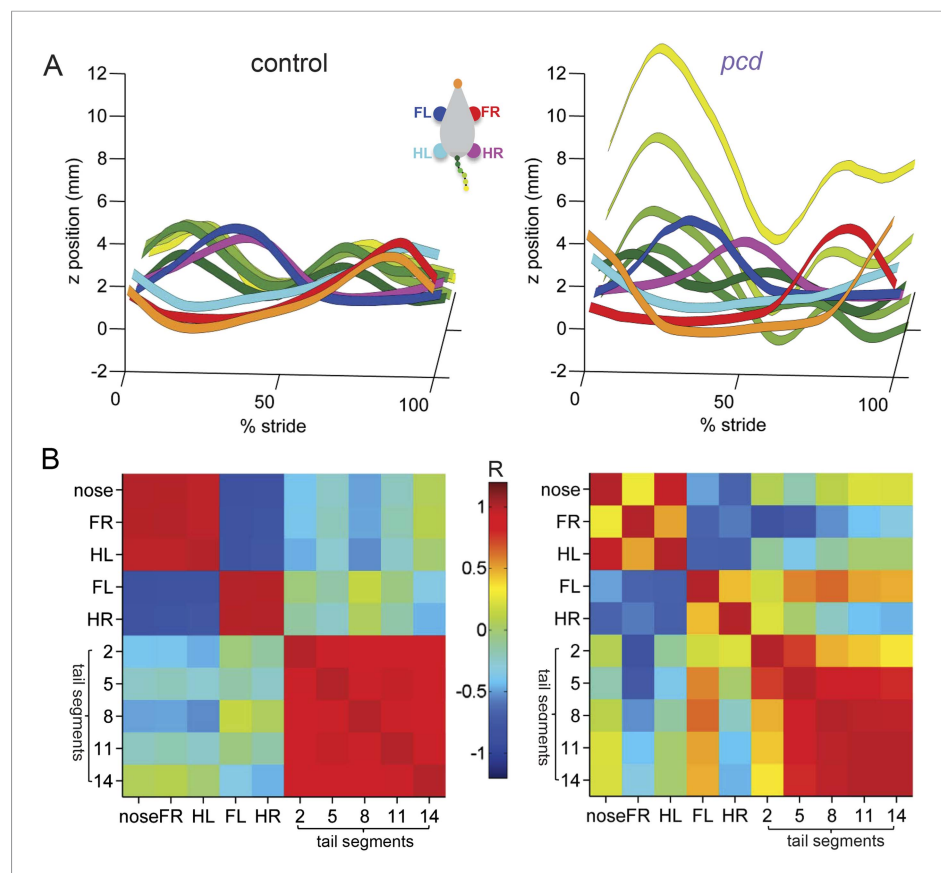 A
control
pcd
z position (mm)
12
10
8
6
4
2
0
-2
0
50
100
% stride
FL
FR
HL
HR
z position (mm)
12
10
8
6
4
2
0
-2
0
50
100
% stride
B
nose
FR
HL
FL
HR
2
5
8
11
14
tail segments
noseFR HL FL HR 2 5 8 11 14
tail segments
R
1
0.5
0
-0.5
-1
nose
FR
HL
FL
HR
2
5
8
11
14
tail segments
noseFR HL FL HR 2 5 8 11 14
tail segments